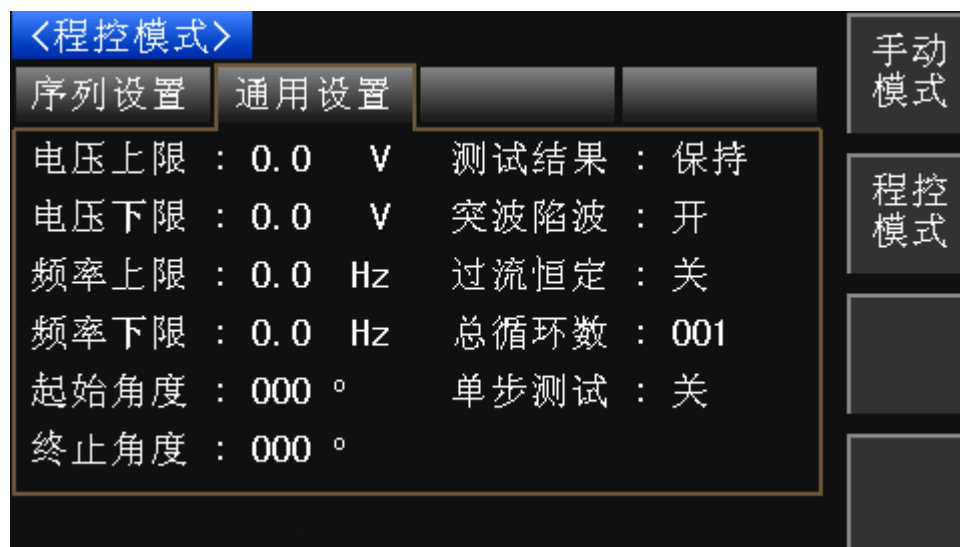 <程控模式>
序列设置 通用设置
电压上限 : 0.0 V 测试结果 : 保持
电压下限 : 0.0 V 突波陷波 : 开
频率上限 : 0.0 Hz 过流恒定 : 关
频率下限 : 0.0 Hz 总循环数 : 001
起始角度 : 000 ° 单步测试 : 关
终止角度 : 000 °
手动
模式
程控
模式